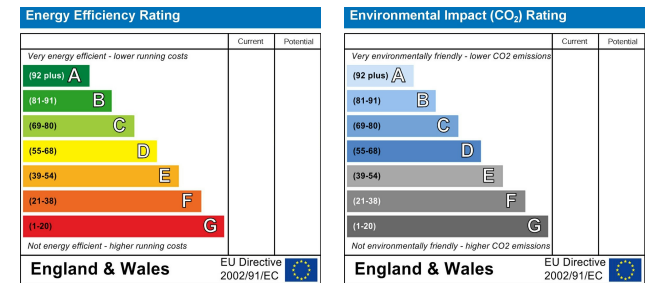 Energy Efficiency Rating
Current Potential
Very energy efficient - lower running costs
(92 plus) A
(81-91) B
(69-80) C
(55-68) D
(39-54) E
(21-38) F
(1-20) G
Not energy efficient - higher running costs
England & Wales
EU Directive
2002/91/EC
Environmental Impact (CO₂) Rating
Current Potential
Very environmentally friendly - lower CO2 emissions
(92 plus) A
(81-91) B
(69-80) C
(55-68) D
(39-54) E
(21-38) F
(1-20) G
Not environmentally friendly - higher CO2 emissions
England & Wales
EU Directive
2002/91/EC